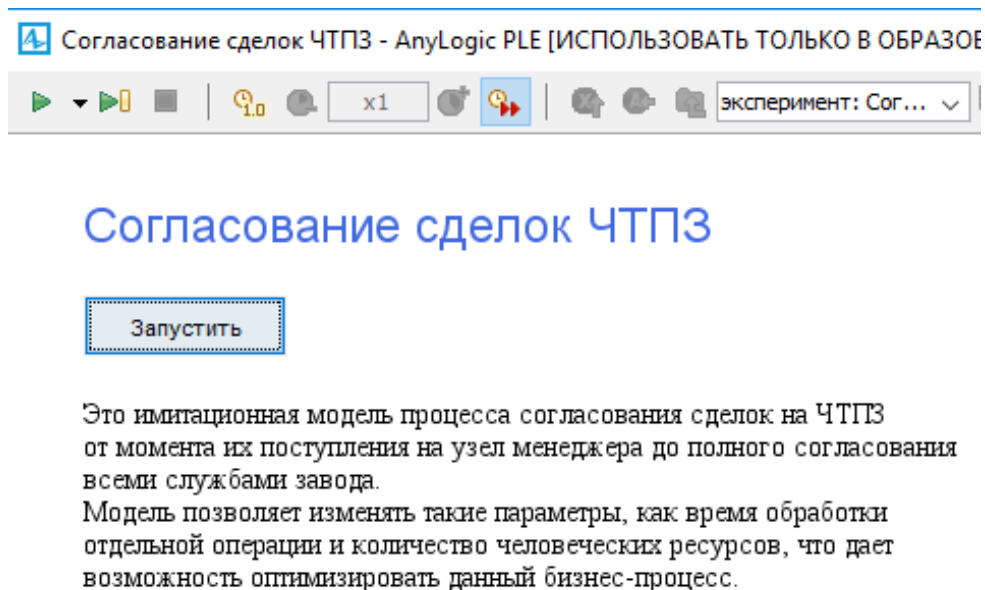 Согласование сделок ЧТПЗ - AnyLogic PLE [ИСПОЛЬЗОВАТЬ ТОЛЬКО В ОБРАЗОВ
1.0 x1 эксперимент: Сог...
Согласование сделок ЧТПЗ
Запустить
Это имитационная модель процесса согласования сделок на ЧТПЗ
от момента их поступления на узел менеджера до полного согласования
всеми службами завода.
Модель позволяет изменять такие параметры, как время обработки
отдельной операции и количество человеческих ресурсов, что дает
возможность оптимизировать данный бизнес-процесс.